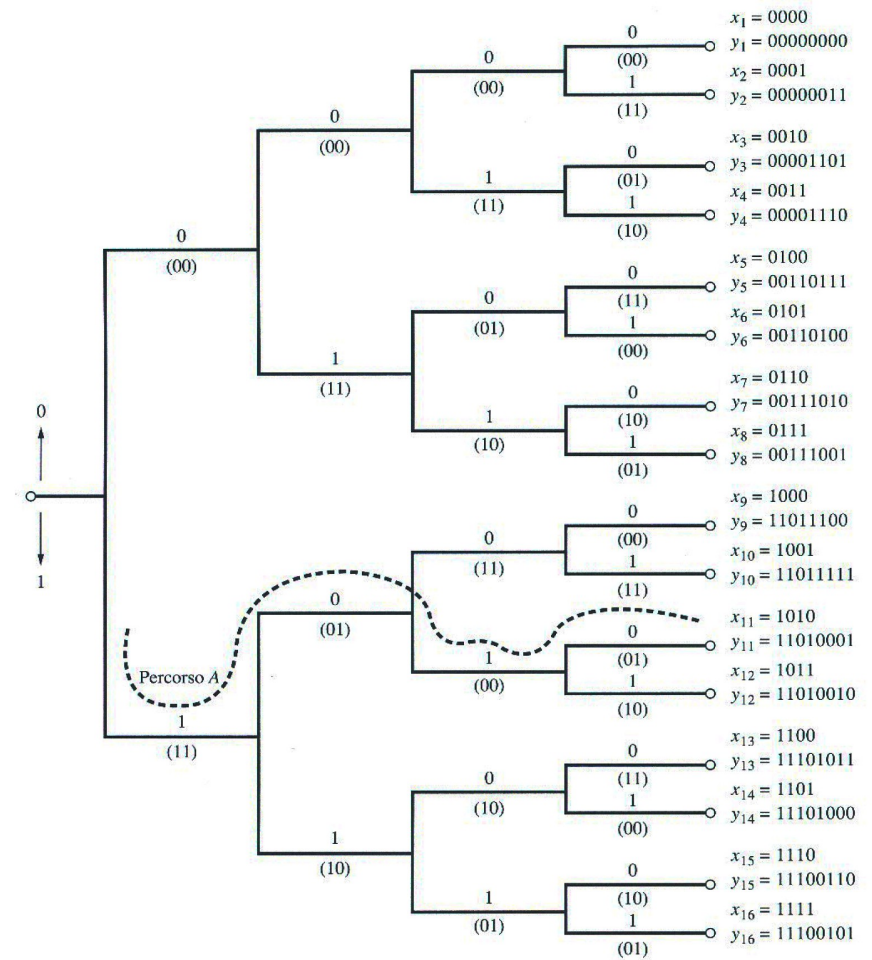 x1 = 0000
0
y1 = 00000000
(00)
0
x2 = 0001
1
(00)
y2 = 00000011
(11)
0
(00)
x3 = 0010
0
y3 = 00001101
1
(01)
x4 = 0011
(11)
1
y4 = 00001110
(10)
0
(00)
x5 = 0100
0
y5 = 00110111
0
(11)
x6 = 0101
(01)
1
y6 = 00110100
(00)
1
(11)
x7 = 0110
0
y7 = 00111010
0
1
(10)
x8 = 0111
(10)
1
y8 = 00111001
(01)
x9 = 1000
0
y9 = 11011100
0
(00)
x10 = 1001
1
(11)
1
y10 = 11011111
(11)
0
(01)
x11 = 1010
0
y11 = 11010001
Percorso A
1
(01)
x12 = 1011
(00)
1
y12 = 11010010
(10)
1
(11)
x13 = 1100
0
y13 = 11101011
0
(11)
x14 = 1101
(10)
1
y14 = 11101000
(00)
1
(10)
x15 = 1110
0
y15 = 11100110
1
(10)
x16 = 1111
(01)
1
y16 = 11100101
(01)